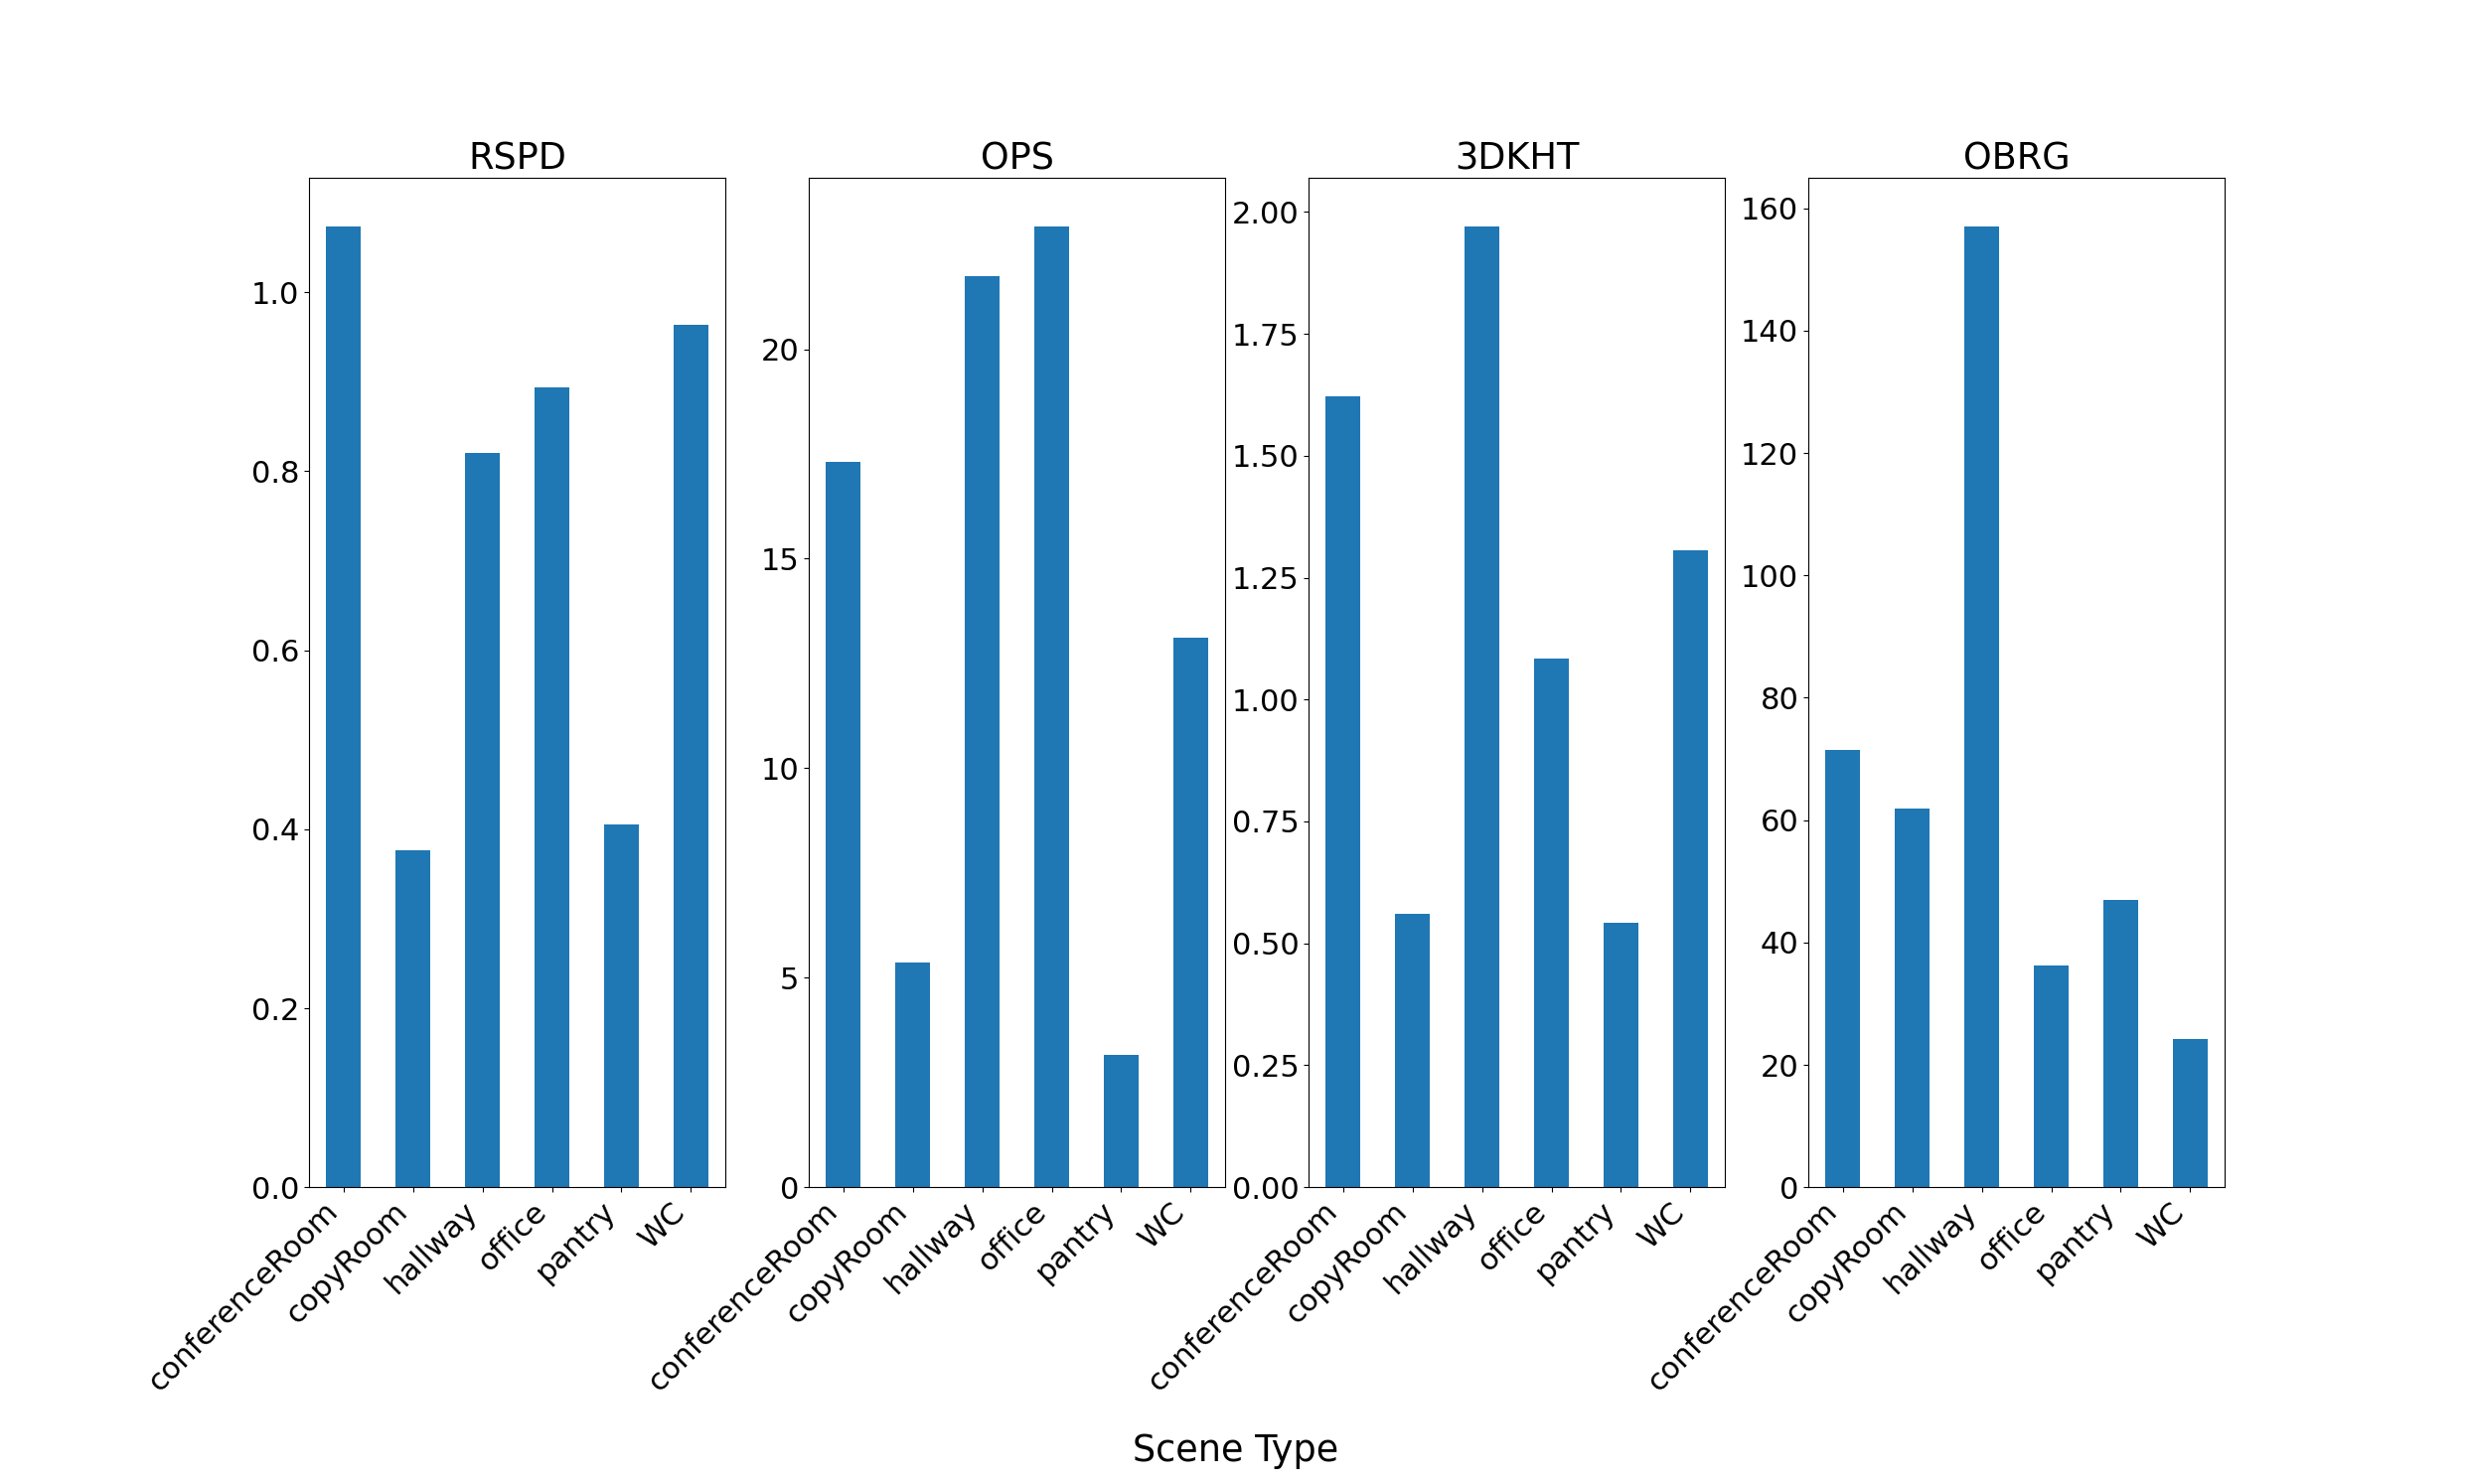 RSPD
1.0
0.8
0.6
0.4
0.2
0.0
conferenceRoom
copyRoom
hallway
office
pantry
WC
OPS
20
15
10
5
0
conferenceRoom
copyRoom
hallway
office
pantry
WC
3DKHT
2.00
1.75
1.50
1.25
1.00
0.75
0.50
0.25
0.00
conferenceRoom
copyRoom
hallway
office
pantry
WC
OBRG
160
140
120
100
80
60
40
20
0
conferenceRoom
copyRoom
hallway
office
pantry
WC
Scene Type